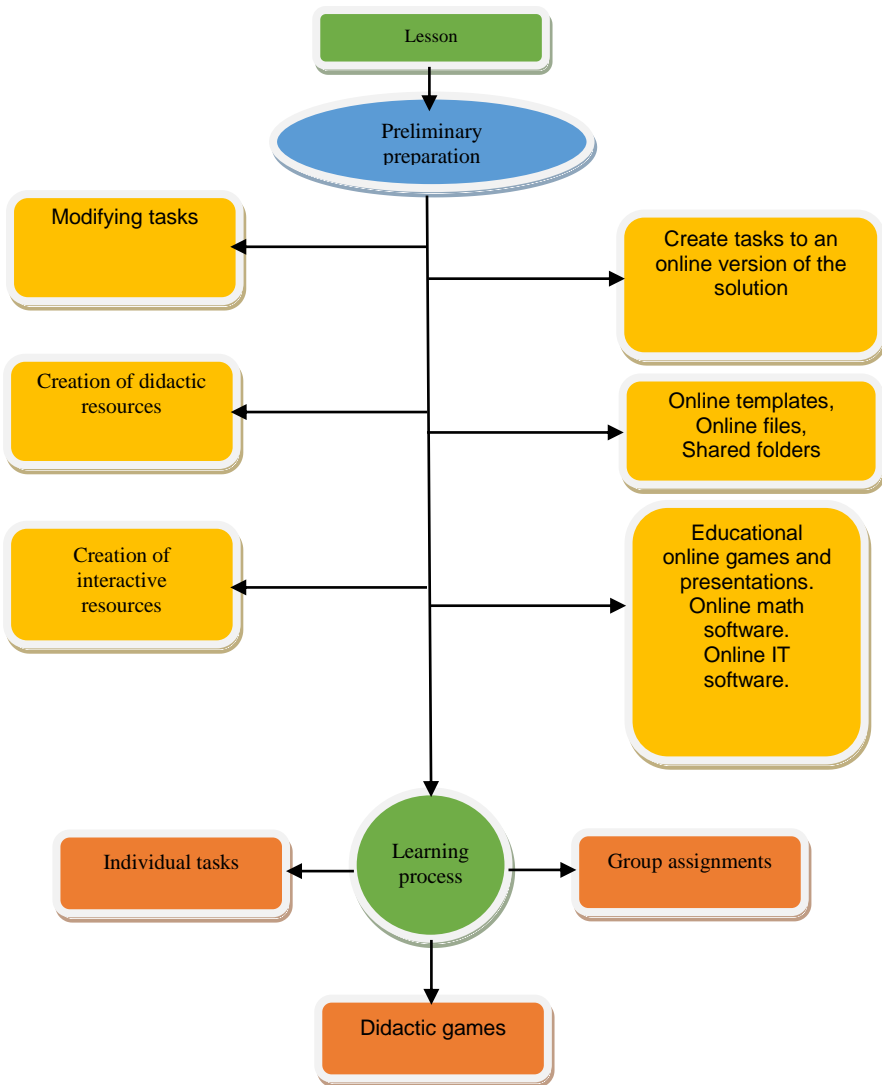 Lesson
Preliminary
preparation
Modifying tasks
Create tasks to an
online version of the
solution
Creation of didactic
resources
Online templates,
Online files,
Shared folders
Creation of
interactive
resources
Educational
online games and
presentations.
Online math
software.
Online IT
software.
Learning
process
Individual tasks
Group assignments
Didactic games